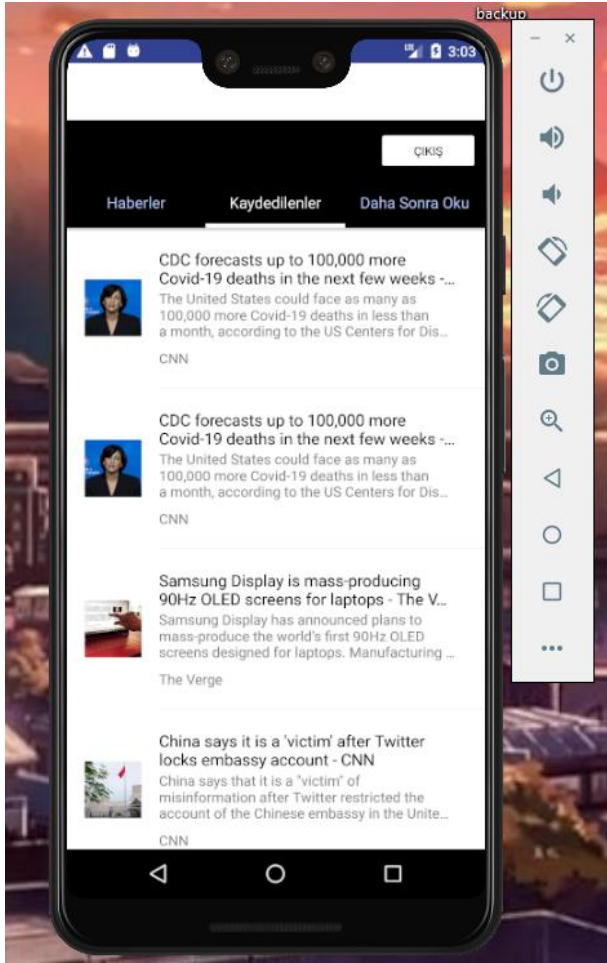 backup
LTE 3:03
ÇIKIŞ
Haberler Kaydedilenler Daha Sonra Oku
CDC forecasts up to 100,000 more
Covid-19 deaths in the next few weeks -...
The United States could face as many as
100,000 more Covid-19 deaths in less than
a month, according to the US Centers for Dis...
CNN
CDC forecasts up to 100,000 more
Covid-19 deaths in the next few weeks -...
The United States could face as many as
100,000 more Covid-19 deaths in less than
a month, according to the US Centers for Dis...
CNN
Samsung Display is mass-producing
90Hz OLED screens for laptops - The V...
Samsung Display has announced plans to
mass-produce the world's first 90Hz OLED
screens designed for laptops. Manufacturing ...
The Verge
China says it is a 'victim' after Twitter
locks embassy account - CNN
China says that it is a "victim" of
misinformation after Twitter restricted the
account of the Chinese embassy in the Unite...
CNN